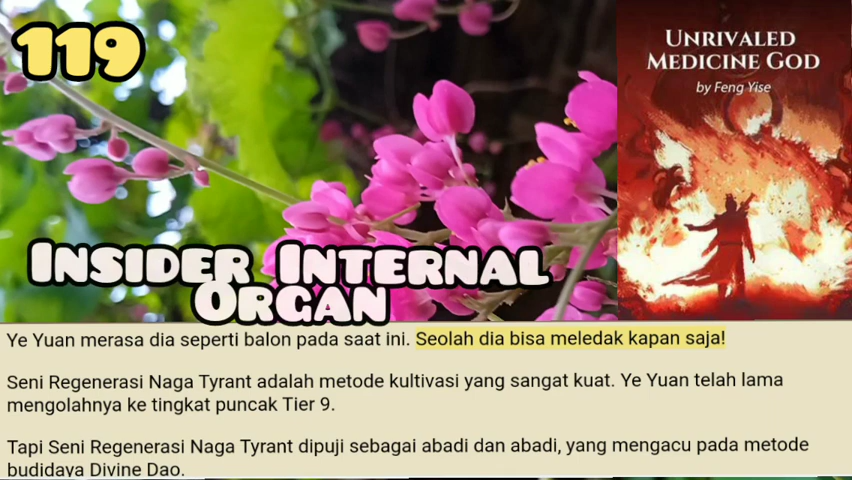 119
UNRIVALED
MEDICINE GOD
by Feng Yise
INSIDER INTERNAL
ORGAN
Ye Yuan merasa dia seperti balon pada saat ini. Seolah dia bisa meledak kapan saja!
Seni Regenerasi Naga Tyrant adalah metode kultivasi yang sangat kuat. Ye Yuan telah lama
mengolahnya ke tingkat puncak Tier 9.
Tapi Seni Regenerasi Naga Tyrant dipuji sebagai abadi dan abadi, yang mengacu pada metode
budidaya Divine Dao.